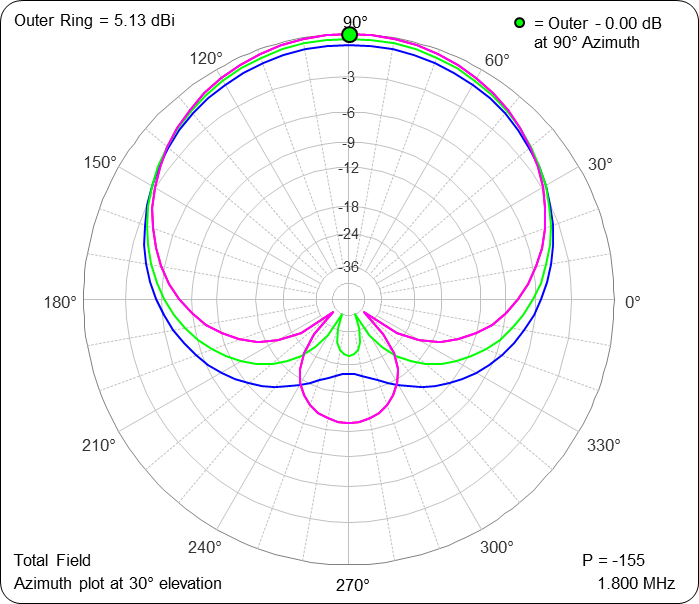 Outer Ring = 5.13 dBi
90°
= Outer - 0.00 dB
at 90° Azimuth
120°
60°
-3
-6
-9
150°
30°
-12
-18
-24
-36
180°
0°
210°
330°
240°
300°
Total Field
P = -155
Azimuth plot at 30° elevation
270°
1.800 MHz